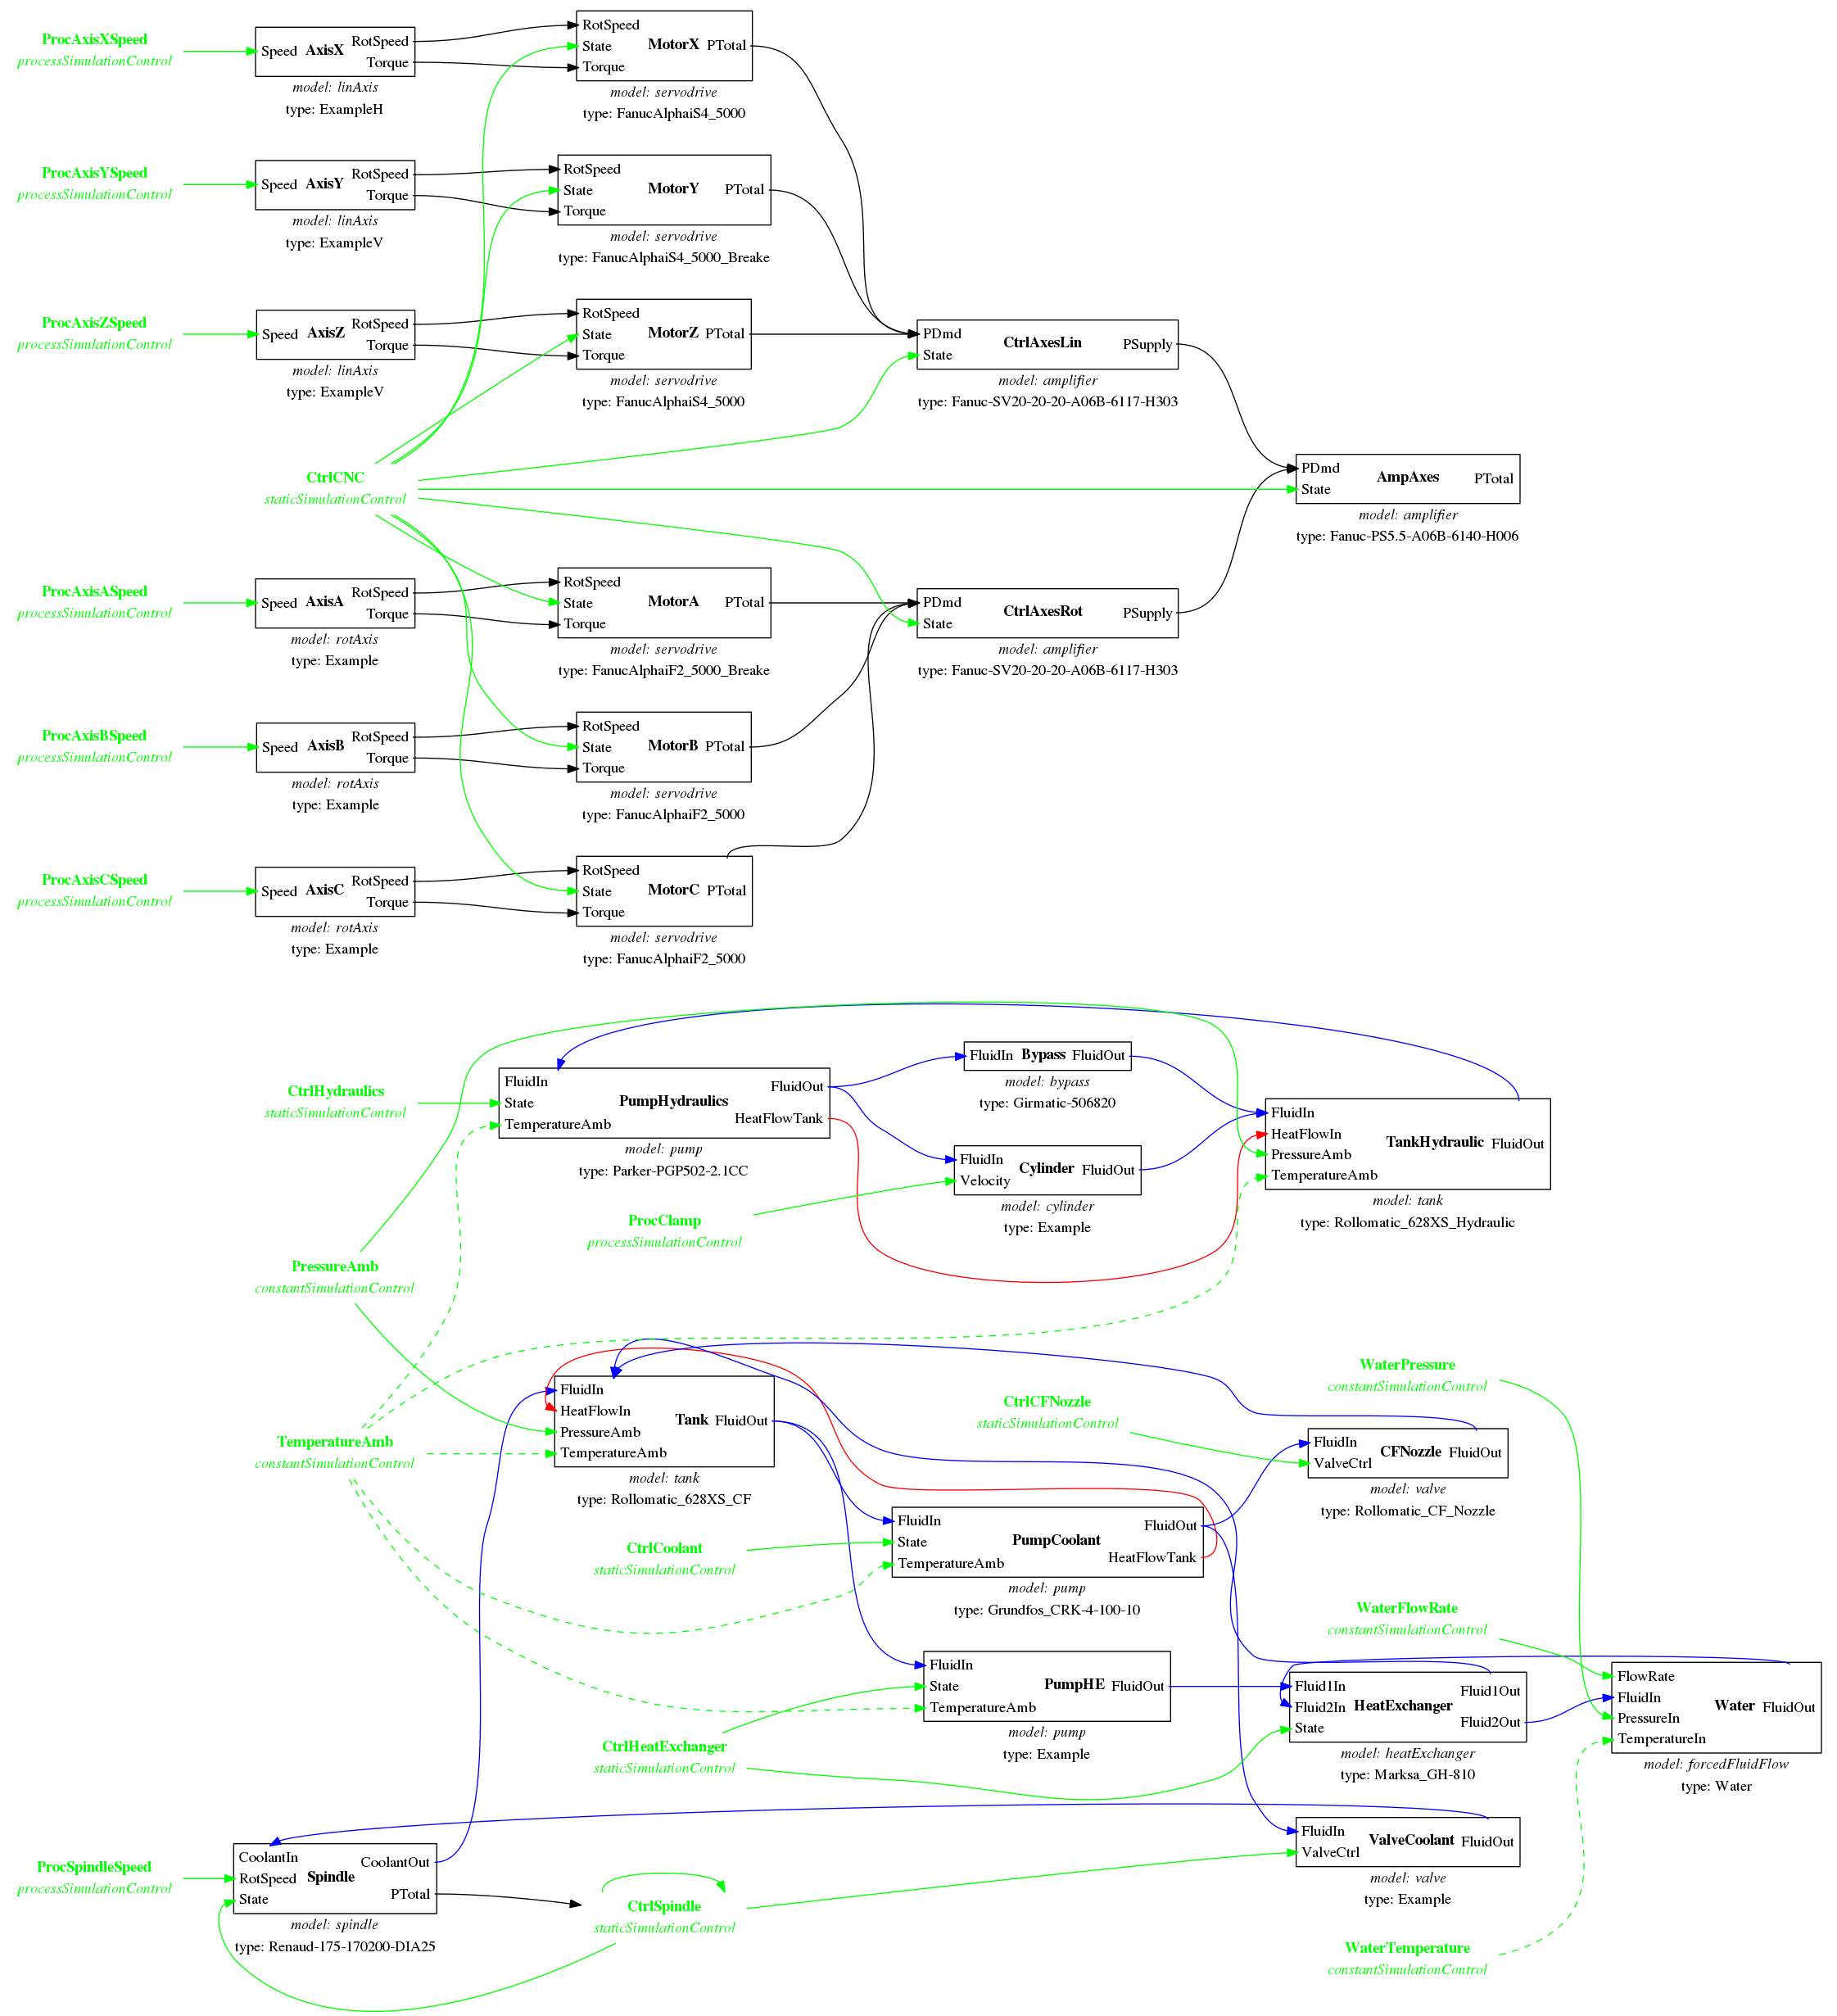 ProcAxisXSpeed
processSimulationControl
Speed AxisX RotSpeed
Torque
model: linAxis
type: ExampleH
RotSpeed
State MotorX PTotal
Torque
model: servodrive
type: FanucAlphaiS4_5000
ProcAxisYSpeed
processSimulationControl
Speed AxisY RotSpeed
Torque
model: linAxis
type: ExampleV
RotSpeed
State MotorY PTotal
Torque
model: servodrive
type: FanucAlphaiS4_5000_Breake
ProcAxisZSpeed
processSimulationControl
Speed AxisZ RotSpeed
Torque
model: linAxis
type: ExampleV
RotSpeed
State MotorZ PTotal
Torque
model: servodrive
type: FanucAlphaiS4_5000
PDmd
State CtrlAxesLin PSupply
model: amplifier
type: Fanuc-SV20-20-20-A06B-6117-H303
CtrlCNC
staticSimulationControl
PDmd
State AmpAxes PTotal
model: amplifier
type: Fanuc-PS5.5-A06B-6140-H006
ProcAxisASpeed
processSimulationControl
Speed AxisA RotSpeed
Torque
model: rotAxis
type: Example
RotSpeed
State MotorA PTotal
Torque
model: servodrive
type: FanucAlphaiF2_5000_Breake
PDmd
State CtrlAxesRot PSupply
model: amplifier
type: Fanuc-SV20-20-20-A06B-6117-H303
ProcAxisBSpeed
processSimulationControl
Speed AxisB RotSpeed
Torque
model: rotAxis
type: Example
RotSpeed
State MotorB PTotal
Torque
model: servodrive
type: FanucAlphaiF2_5000
ProcAxisCSpeed
processSimulationControl
Speed AxisC RotSpeed
Torque
model: rotAxis
type: Example
RotSpeed
State MotorC PTotal
Torque
model: servodrive
type: FanucAlphaiF2_5000
CtrlHydraulics
staticSimulationControl
FluidIn
State
TemperatureAmb
PumpHydraulics
FluidOut
HeatFlowTank
model: pump
type: Parker-PGP502-2.1CC
FluidIn Bypass FluidOut
model: bypass
type: Girmatic-506820
FluidIn
Velocity
Cylinder FluidOut
model: cylinder
type: Example
FluidIn
HeatFlowIn
PressureAmb
TemperatureAmb
TankHydraulic FluidOut
model: tank
type: Rollomatic_628XS_Hydraulic
ProcClamp
processSimulationControl
PressureAmb
constantSimulationControl
TemperatureAmb
constantSimulationControl
FluidIn
HeatFlowIn
PressureAmb
TemperatureAmb
Tank FluidOut
model: tank
type: Rollomatic_628XS_CF
CtrlCFNozzle
staticSimulationControl
WaterPressure
constantSimulationControl
FluidIn
ValveCtrl
CFNozzle FluidOut
model: valve
type: Rollomatic_CF_Nozzle
CtrlCoolant
staticSimulationControl
FluidIn
State
TemperatureAmb
PumpCoolant
FluidOut
HeatFlowTank
model: pump
type: Grundfos_CRK-4-100-10
WaterFlowRate
constantSimulationControl
FluidIn
State
TemperatureAmb
PumpHE FluidOut
model: pump
type: Example
CtrlHeatExchanger
staticSimulationControl
Fluid1In
Fluid2In
State
HeatExchanger
Fluid1Out
Fluid2Out
model: heatExchanger
type: Marksa_GH-810
FlowRate
FluidIn
PressureIn
TemperatureIn
Water FluidOut
model: forcedFluidFlow
type: Water
ProcSpindleSpeed
processSimulationControl
CoolantIn
RotSpeed
State
Spindle
CoolantOut
PTotal
model: spindle
type: Renaud-175-170200-DIA25
CtrlSpindle
staticSimulationControl
FluidIn
ValveCtrl
ValveCoolant FluidOut
model: valve
type: Example
WaterTemperature
constantSimulationControl